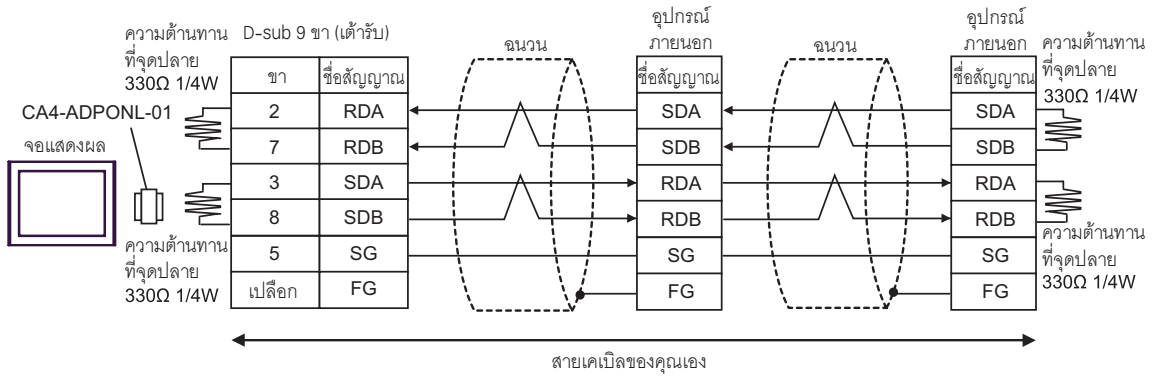 ความต้านทาน
ที่จุดปลาย
330Ω 1/4W
D-sub 9 ขา (เต้ารับ)
ฉนวน
อุปกรณ์
ภายนอก
ฉนวน
อุปกรณ์
ภายนอก
ความต้านทาน
ที่จุดปลาย
330Ω 1/4W
ขา ชื่อสัญญาณ ชื่อสัญญาณ ชื่อสัญญาณ
CA4-ADPONL-01
จอแสดงผล
2 RDA SDA SDA
7 RDB SDB SDB
3 SDA RDA RDA
8 SDB RDB RDB
5 SG SG SG
เปลือก FG FG FG
ความต้านทาน
ที่จุดปลาย
330Ω 1/4W
ความต้านทาน
ที่จุดปลาย
330Ω 1/4W
สายเคเบิลของคุณเอง